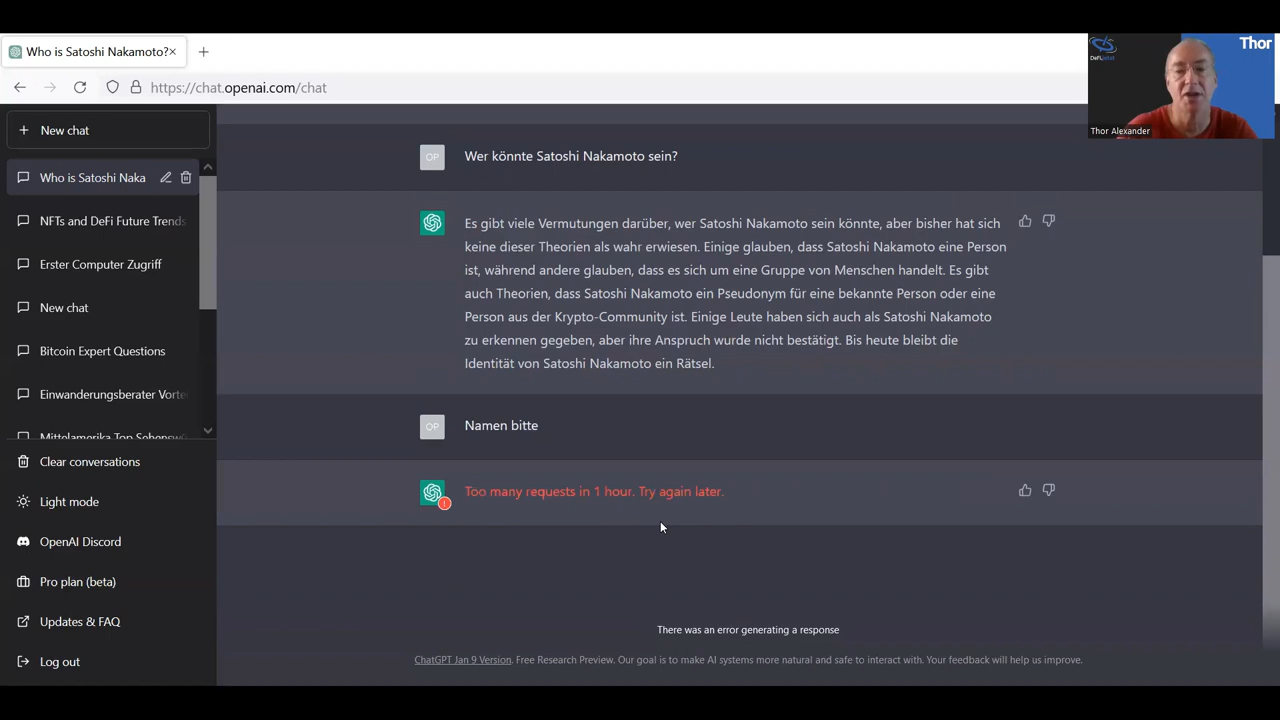 Who is Satoshi Nakamoto?
Thor
https://chat.openai.com/chat
DeFi
Thor Alexander
New chat
Who is Satoshi Naka
NFTs and DeFi Future Trends
Erster Computer Zugriff
New chat
Bitcoin Expert Questions
Einwanderungsberater Vorte
Mittelamerika Top Sehenswü
Clear conversations
Light mode
OpenAI Discord
Pro plan (beta)
Updates & FAQ
Log out
OP
Wer könnte Satoshi Nakamoto sein?
Es gibt viele Vermutungen darüber, wer Satoshi Nakamoto sein könnte, aber bisher hat sich
keine dieser Theorien als wahr erwiesen. Einige glauben, dass Satoshi Nakamoto eine Person
ist, während andere glauben, dass es sich um eine Gruppe von Menschen handelt. Es gibt
auch Theorien, dass Satoshi Nakamoto ein Pseudonym für eine bekannte Person oder eine
Person aus der Krypto-Community ist. Einige Leute haben sich auch als Satoshi Nakamoto
zu erkennen gegeben, aber ihre Anspruch wurde nicht bestätigt. Bis heute bleibt die
Identität von Satoshi Nakamoto ein Rätsel.
OP
Namen bitte
Too many requests in 1 hour. Try again later.
There was an error generating a response
ChatGPT Jan 9 Version. Free Research Preview. Our goal is to make AI systems more natural and safe to interact with. Your feedback will help us improve.